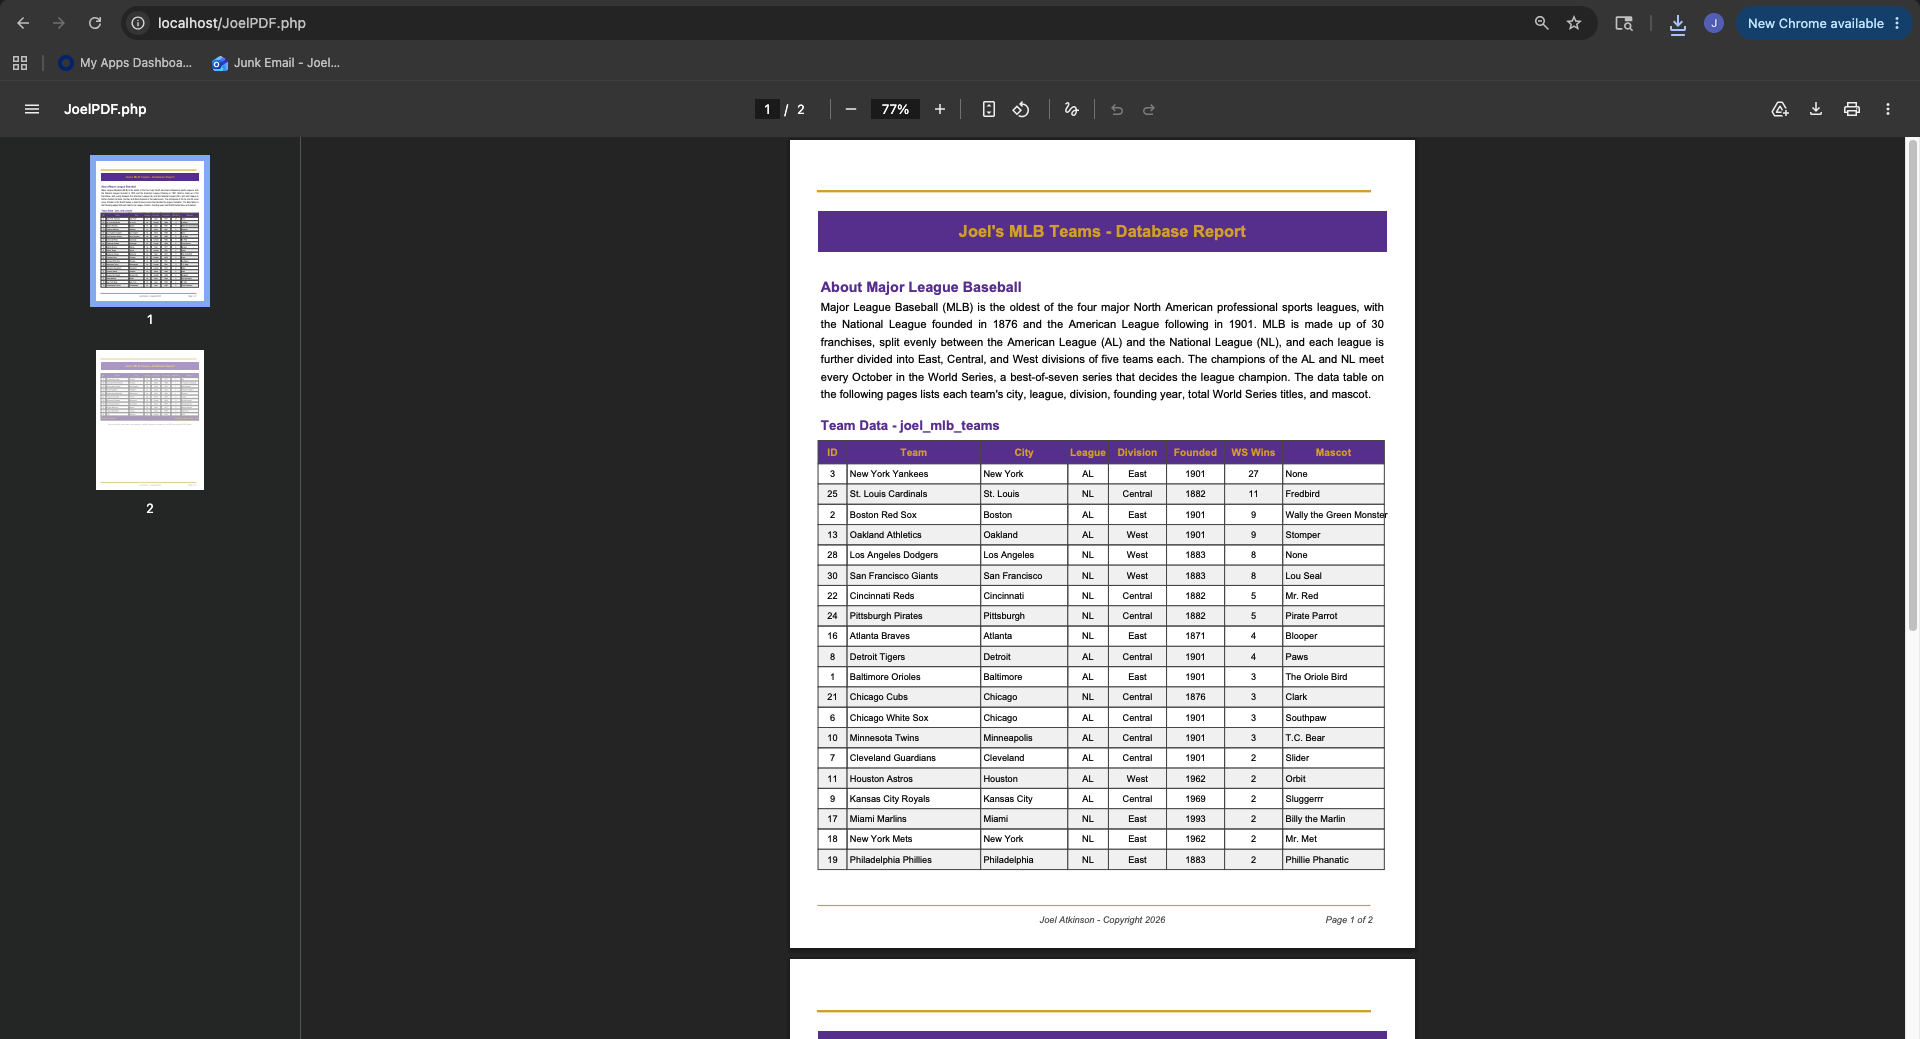 localhost/JoelPDF.php
J
New Chrome available
My Apps Dashboa...
Junk Email - Joel...
JoelPDF.php
1 / 2
77%
1
2
Joel's MLB Teams - Database Report
About Major League Baseball
Major League Baseball (MLB) is the oldest of the four major North American professional sports leagues, with
the National League founded in 1876 and the American League following in 1901. MLB is made up of 30
franchises, split evenly between the American League (AL) and the National League (NL), and each league is
further divided into East, Central, and West divisions of five teams each. The champions of the AL and NL meet
every October in the World Series, a best-of-seven series that decides the league champion. The data table on
the following pages lists each team's city, league, division, founding year, total World Series titles, and mascot.
Team Data - joel_mlb_teams
ID Team City League Division Founded WS Wins Mascot
3 New York Yankees New York AL East 1901 27 None
25 St. Louis Cardinals St. Louis NL Central 1882 11 Fredbird
2 Boston Red Sox Boston AL East 1901 9 Wally the Green Monster
13 Oakland Athletics Oakland AL West 1901 9 Stomper
28 Los Angeles Dodgers Los Angeles NL West 1883 8 None
30 San Francisco Giants San Francisco NL West 1883 8 Lou Seal
22 Cincinnati Reds Cincinnati NL Central 1882 5 Mr. Red
24 Pittsburgh Pirates Pittsburgh NL Central 1882 5 Pirate Parrot
16 Atlanta Braves Atlanta NL East 1871 4 Blooper
8 Detroit Tigers Detroit AL Central 1901 4 Paws
1 Baltimore Orioles Baltimore AL East 1901 3 The Oriole Bird
21 Chicago Cubs Chicago NL Central 1876 3 Clark
6 Chicago White Sox Chicago AL Central 1901 3 Southpaw
10 Minnesota Twins Minneapolis AL Central 1901 3 T.C. Bear
7 Cleveland Guardians Cleveland AL Central 1901 2 Slider
11 Houston Astros Houston AL West 1962 2 Orbit
9 Kansas City Royals Kansas City AL Central 1969 2 Sluggerrr
17 Miami Marlins Miami NL East 1993 2 Billy the Marlin
18 New York Mets New York NL East 1962 2 Mr. Met
19 Philadelphia Phillies Philadelphia NL East 1883 2 Phillie Phanatic
Joel Atkinson - Copyright 2026
Page 1 of 2